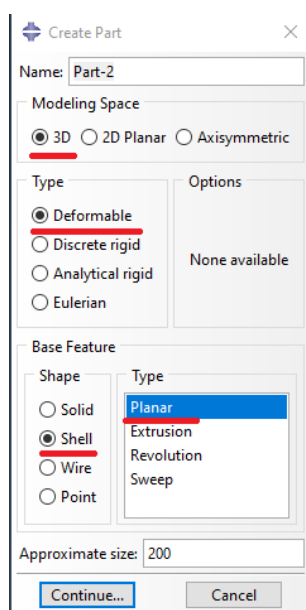 Create Part
Name: Part-2
Modeling Space
3D 2D Planar Axisymmetric
Type Options
Deformable
Discrete rigid
Analytical rigid
Eulerian
None available
Base Feature
Shape Type
Solid
Shell
Wire
Point
Planar
Extrusion
Revolution
Sweep
Approximate size: 200
Continue... Cancel